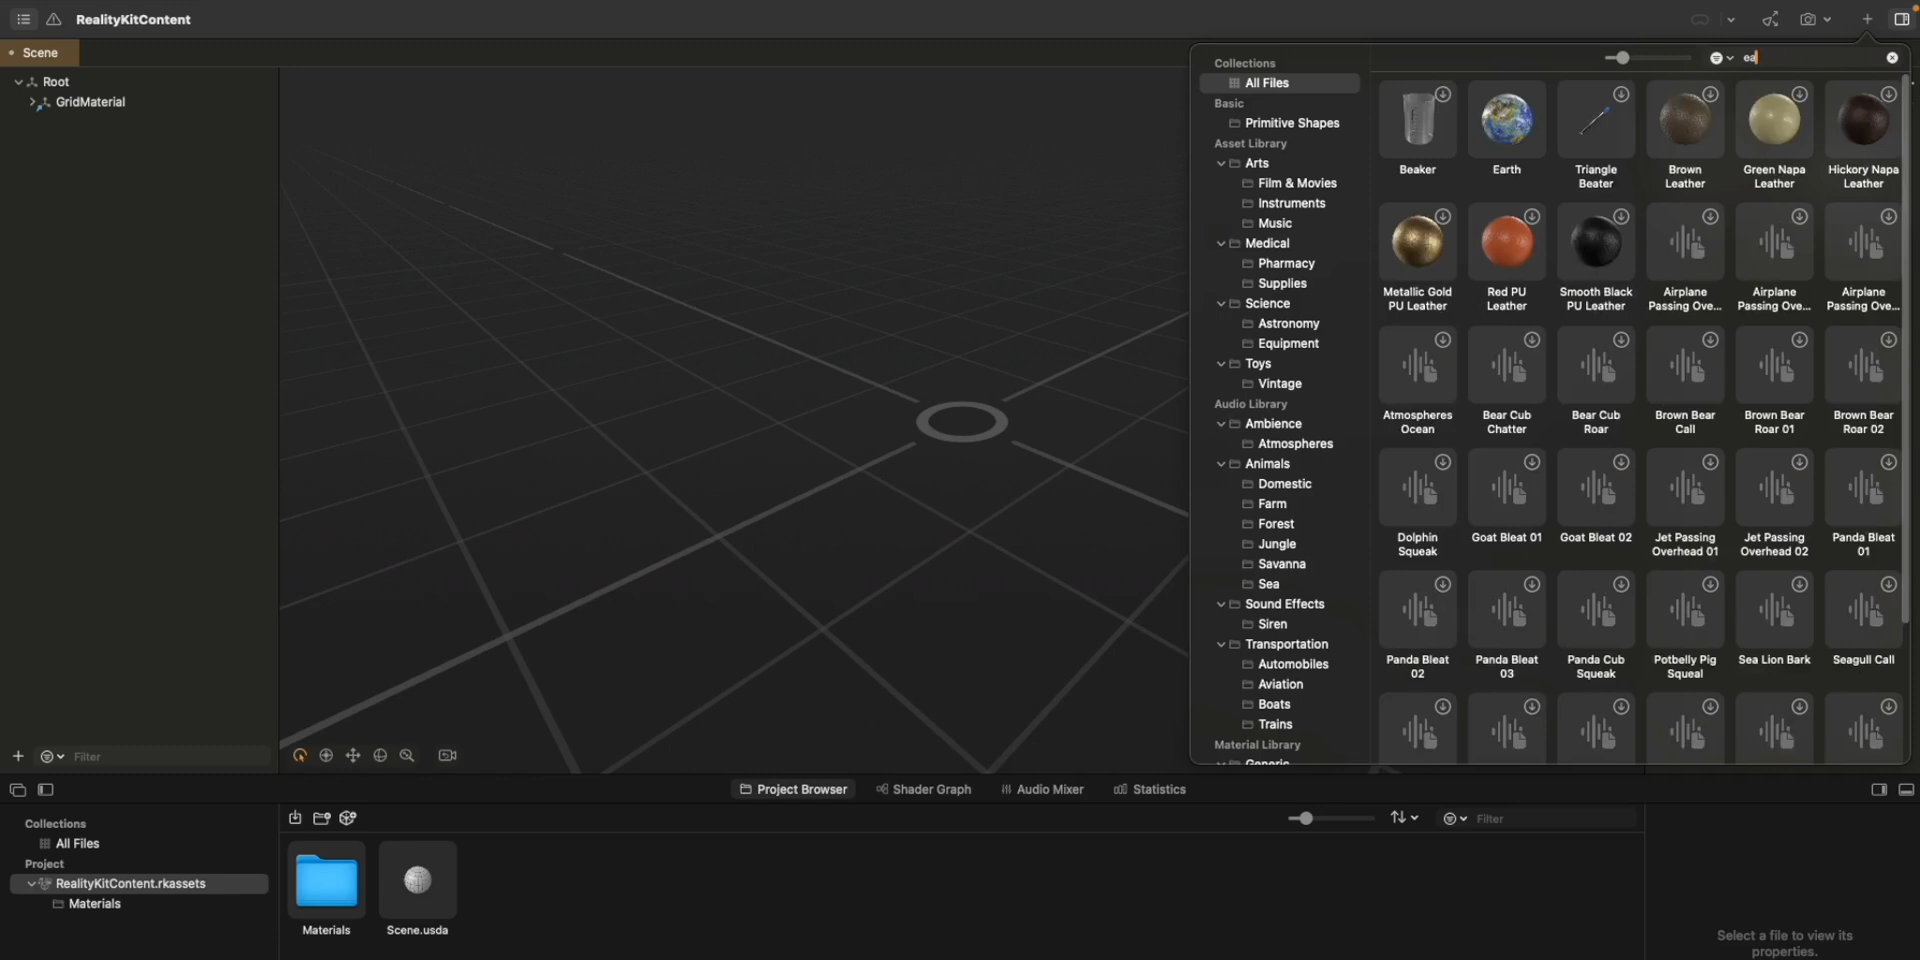 RealityKitContent
Scene
Root
GridMaterial
Filter
Collections
All Files
Basic
Primitive Shapes
Asset Library
Arts
Film & Movies
Instruments
Music
Medical
Pharmacy
Supplies
Science
Astronomy
Equipment
Toys
Vintage
Audio Library
Ambience
Atmospheres
Animals
Domestic
Farm
Forest
Jungle
Savanna
Sea
Sound Effects
Siren
Transportation
Automobiles
Aviation
Boats
Trains
Material Library
Generic
ea
Beaker
Earth
Triangle
Beater
Brown
Leather
Green Napa
Leather
Hickory Napa
Leather
Metallic Gold
PU Leather
Red PU
Leather
Smooth Black
PU Leather
Airplane
Passing Ove...
Airplane
Passing Ove...
Airplane
Passing Ove...
Atmospheres
Ocean
Bear Cub
Chatter
Bear Cub
Roar
Brown Bear
Call
Brown Bear
Roar 01
Brown Bear
Roar 02
Dolphin
Squeak
Goat Bleat 01
Goat Bleat 02
Jet Passing
Overhead 01
Jet Passing
Overhead 02
Panda Bleat
01
Panda Bleat
02
Panda Bleat
03
Panda Cub
Squeak
Potbelly Pig
Squeal
Sea Lion Bark
Seagull Call
Project Browser
Shader Graph
Audio Mixer
Statistics
Collections
All Files
Project
RealityKitContent.rkassets
Materials
Filter
Materials
Scene.usda
Select a file to view its
properties.